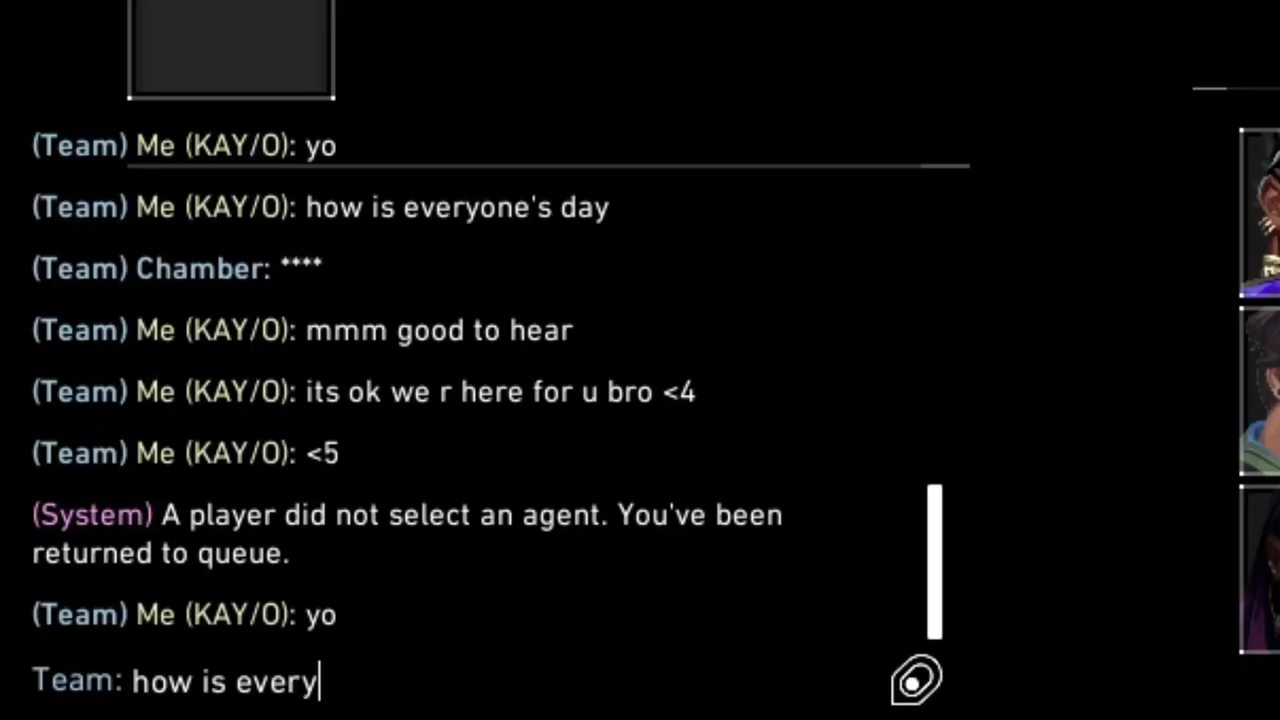 (Team) Me (KAY/O): yo
(Team) Me (KAY/O): how is everyone's day
(Team) Chamber: ****
(Team) Me (KAY/O): mmm good to hear
(Team) Me (KAY/O): its ok we r here for u bro <4
(Team) Me (KAY/O): <5
(System) A player did not select an agent. You've been
returned to queue.
(Team) Me (KAY/O): yo
Team: how is every